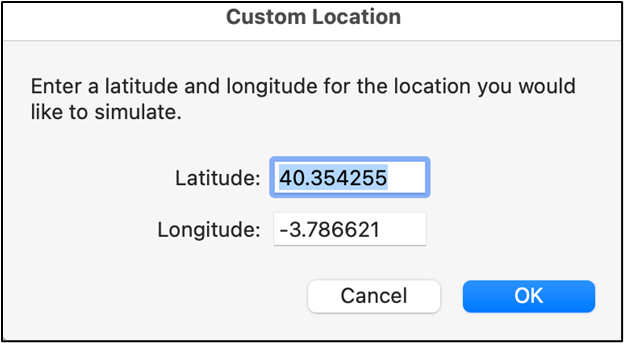 Custom Location
Enter a latitude and longitude for the location you would
like to simulate.
Latitude: 40.354255
Longitude: -3.786621
Cancel OK